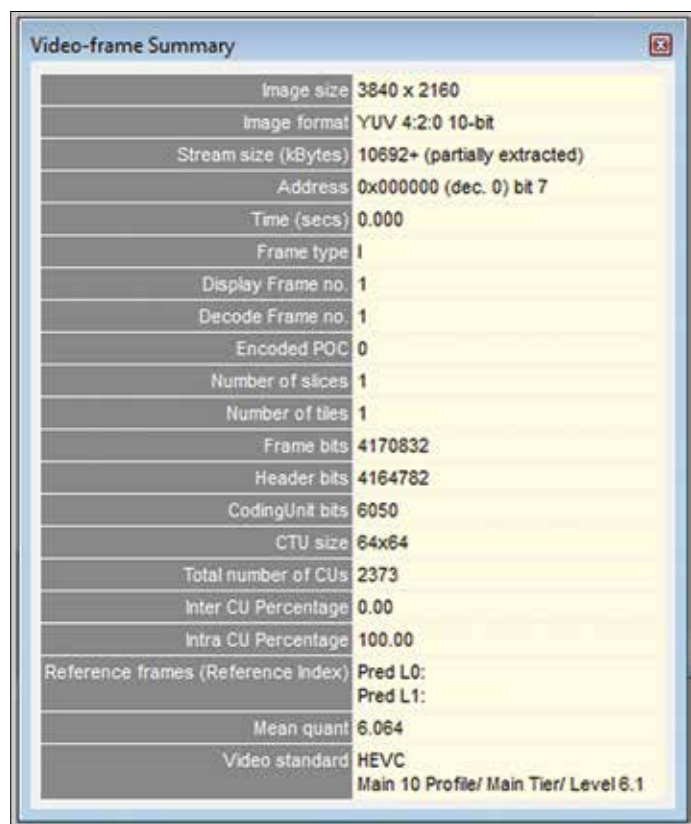 Video-frame Summary
Image size 3840 x 2160
Image format YUV 4:2:0 10-bit
Stream size (kBytes) 10692+ (partially extracted)
Address 0x000000 (dec. 0) bit 7
Time (secs) 0.000
Frame type I
Display Frame no. 1
Decode Frame no. 1
Encoded POC 0
Number of slices 1
Number of tiles 1
Frame bits 4170832
Header bits 4164782
CodingUnit bits 6050
CTU size 64x64
Total number of CUs 2373
Inter CU Percentage 0.00
Intra CU Percentage 100.00
Reference frames (Reference Index) Pred L0:
Pred L1:
Mean quant 6.064
Video standard HEVC
Main 10 Profile/ Main Tier/ Level 6.1